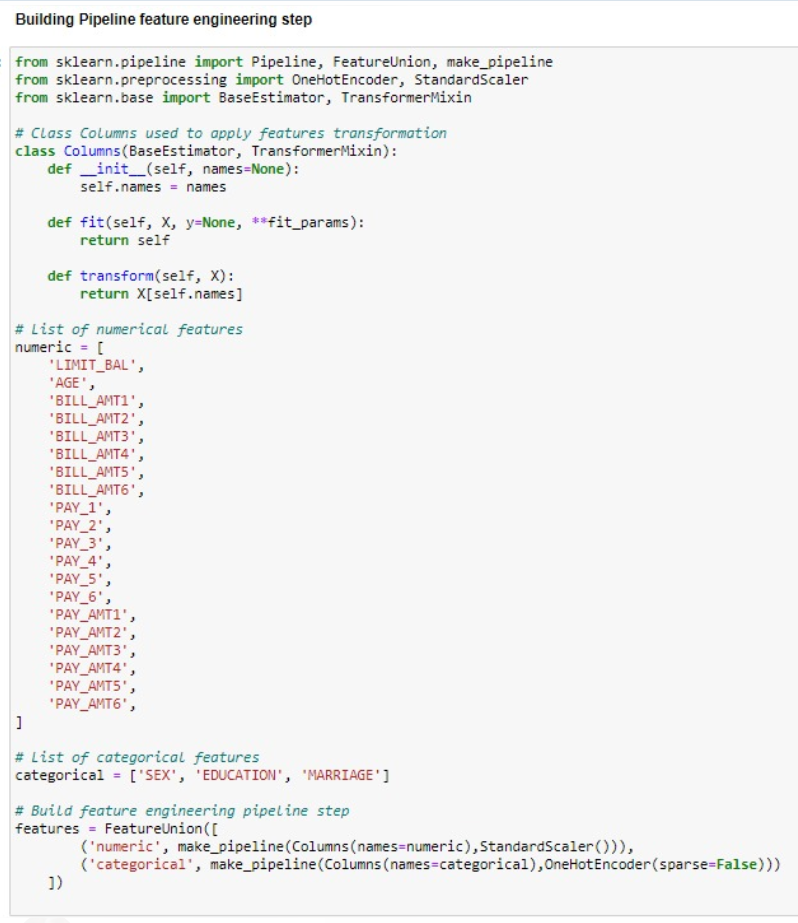 Building Pipeline feature engineering step
from sklearn.pipeline import Pipeline, FeatureUnion, make_pipeline
from sklearn.preprocessing import OneHotEncoder, StandardScaler
from sklearn.base import BaseEstimator, TransformerMixin
# Class Columns used to apply features transformation
class Columns(BaseEstimator, TransformerMixin):
    def __init__(self, names=None):
        self.names = names
    def fit(self, X, y=None, **fit_params):
        return self
    def transform(self, X):
        return X[self.names]
# List of numerical features
numeric = [
    'LIMIT_BAL',
    'AGE',
    'BILL_AMT1',
    'BILL_AMT2',
    'BILL_AMT3',
    'BILL_AMT4',
    'BILL_AMT5',
    'BILL_AMT6',
    'PAY_1',
    'PAY_2',
    'PAY_3',
    'PAY_4',
    'PAY_5',
    'PAY_6',
    'PAY_AMT1',
    'PAY_AMT2',
    'PAY_AMT3',
    'PAY_AMT4',
    'PAY_AMT5',
    'PAY_AMT6',
]
# List of categorical features
categorical = ['SEX', 'EDUCATION', 'MARRIAGE']
# Build feature engineering pipeline step
features = FeatureUnion([
        ('numeric', make_pipeline(Columns(names=numeric),StandardScaler())),
        ('categorical', make_pipeline(Columns(names=categorical),OneHotEncoder(sparse=False)))
    ])